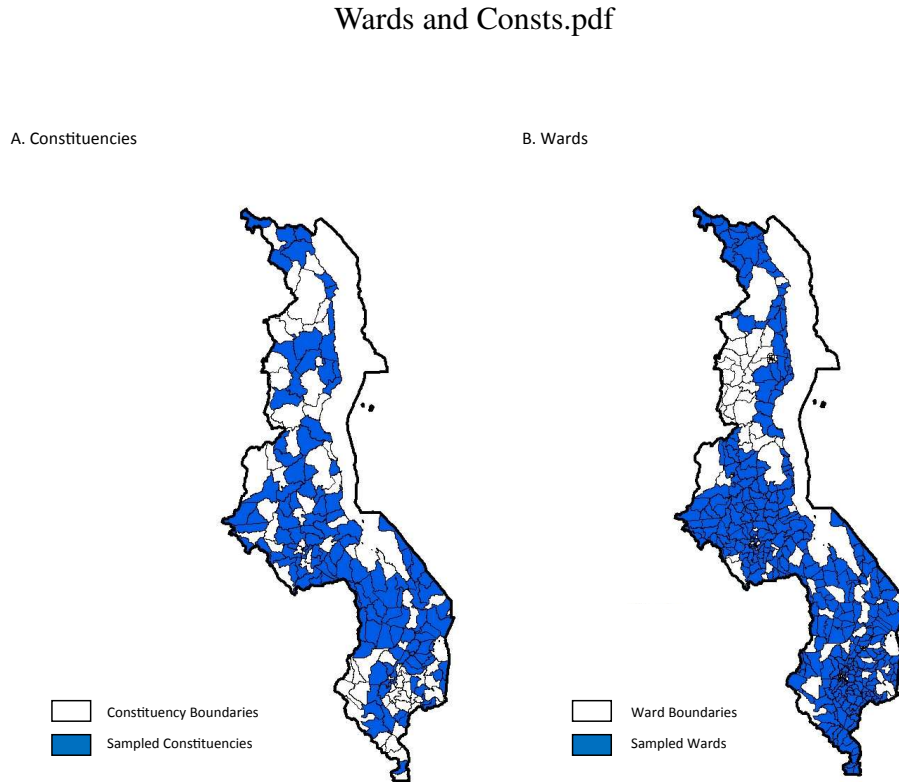 Wards and Consts.pdf
A. Constituencies
B. Wards
Constituency Boundaries
Sampled Constituencies
Ward Boundaries
Sampled Wards